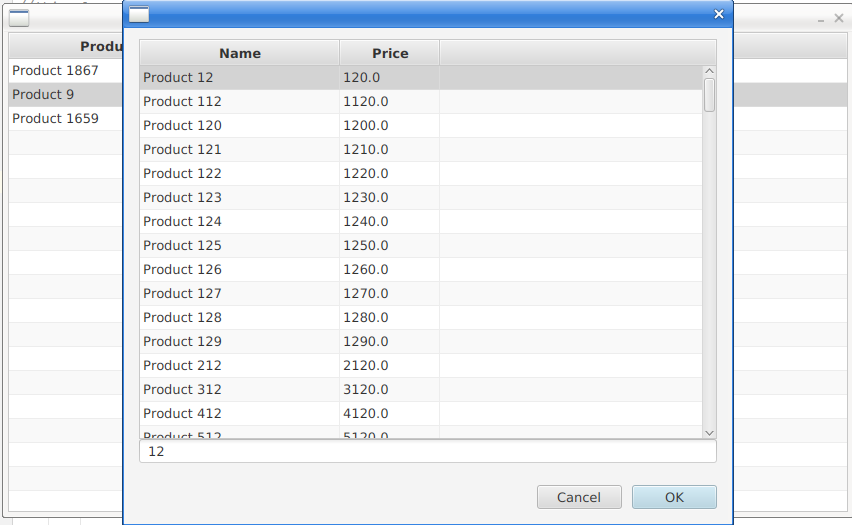 Produ
Product 1867
Product 9
Product 1659
Name Price
Product 12 120.0
Product 112 1120.0
Product 120 1200.0
Product 121 1210.0
Product 122 1220.0
Product 123 1230.0
Product 124 1240.0
Product 125 1250.0
Product 126 1260.0
Product 127 1270.0
Product 128 1280.0
Product 129 1290.0
Product 212 2120.0
Product 312 3120.0
Product 412 4120.0
Product 512 5120.0
12
Cancel OK